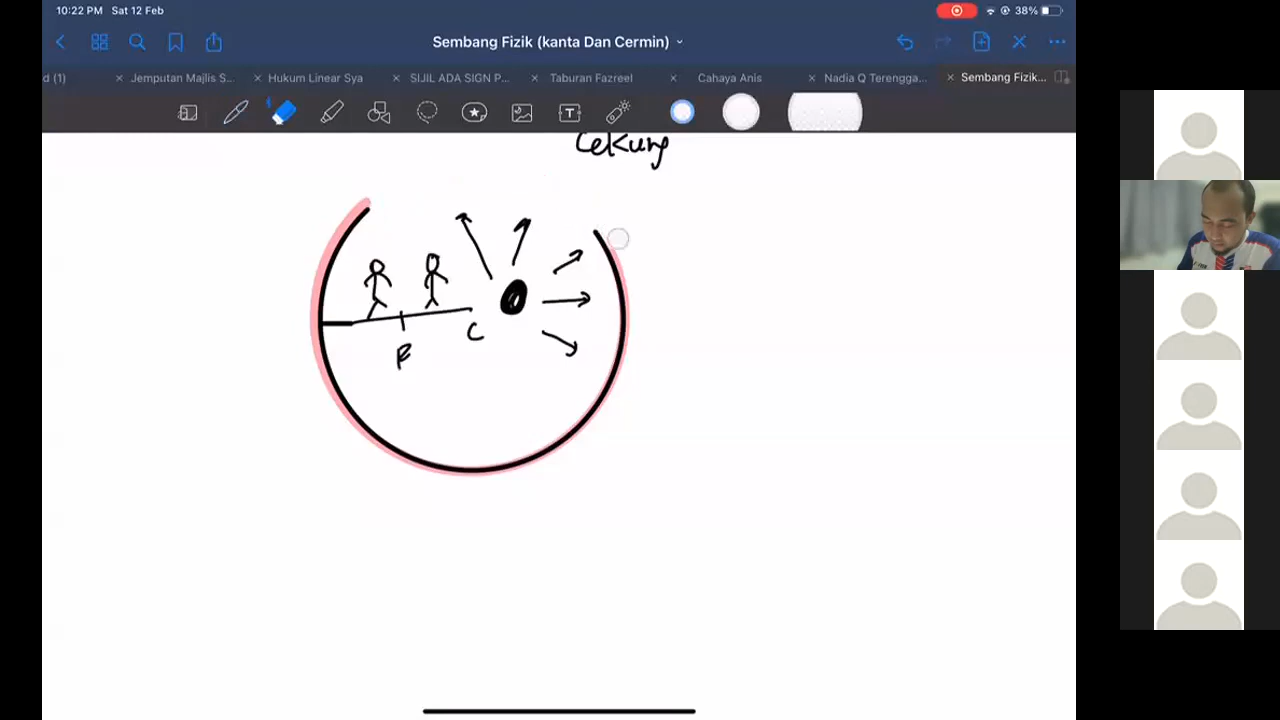 10:22 PM Sat 12 Feb
38%
Sembang Fizik (kanta Dan Cermin)
d (1)
Jemputan Majlis S...
Hukum Linear Sya
SIJIL ADA SIGN P...
Taburan Fazreel
Cahaya Anis
Nadia Q Terengga...
Sembang Fizik...
T
Cekung
C
F